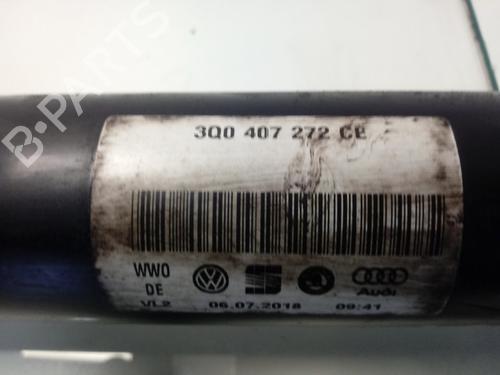 B-PARTS
3Q0 407 272 CE
WWO
DE
Audi
VL2 06.07.2018 09:41